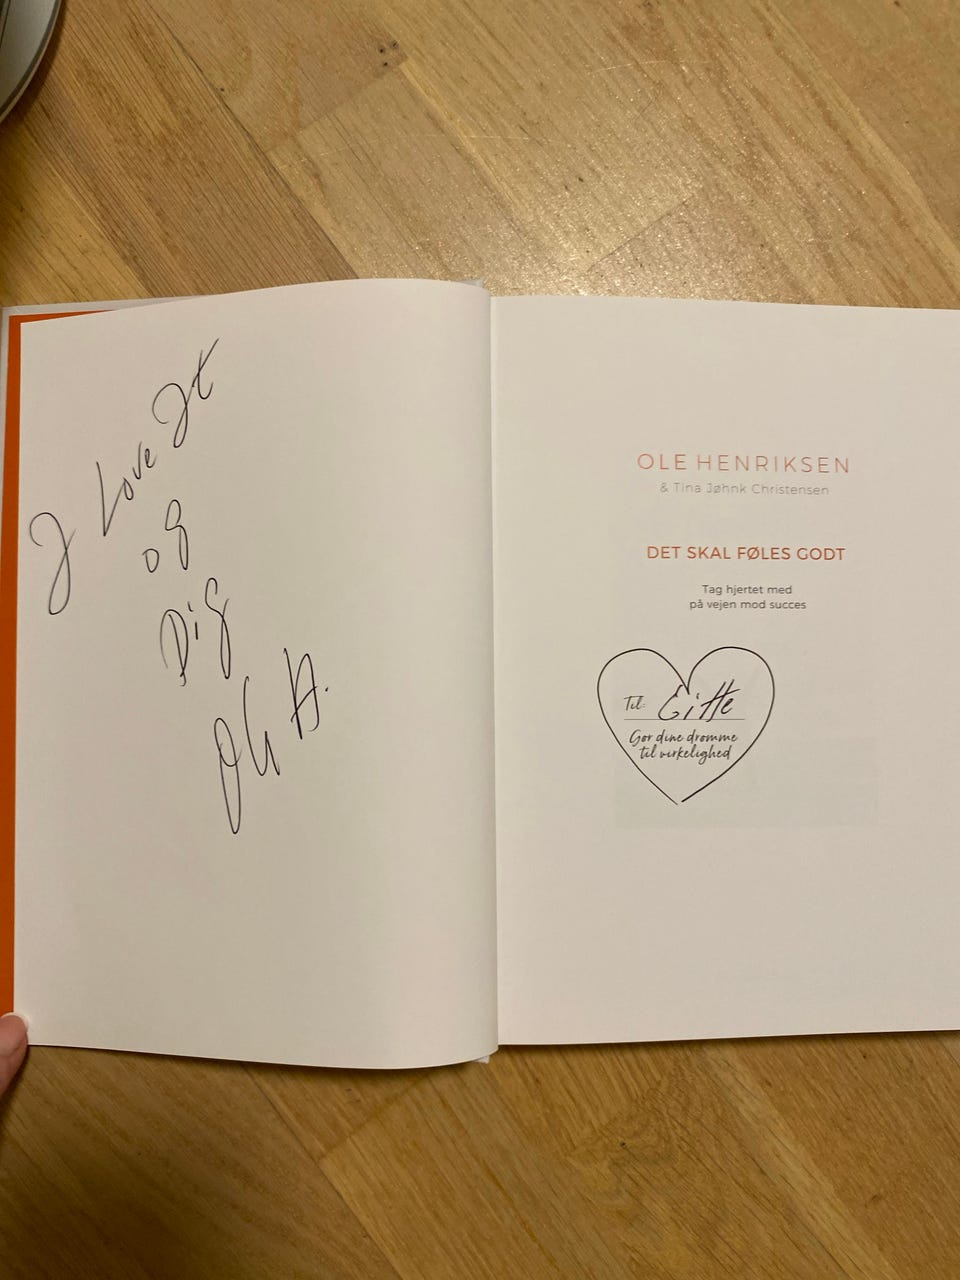 I Love It
og
Dig
Ole H.
OLE HENRIKSEN
& Tina Jøhnk Christensen
DET SKAL FØLES GODT
Tag hjertet med
på vejen mod succes
Til: Gitte
Gør dine drømme
til virkelighed